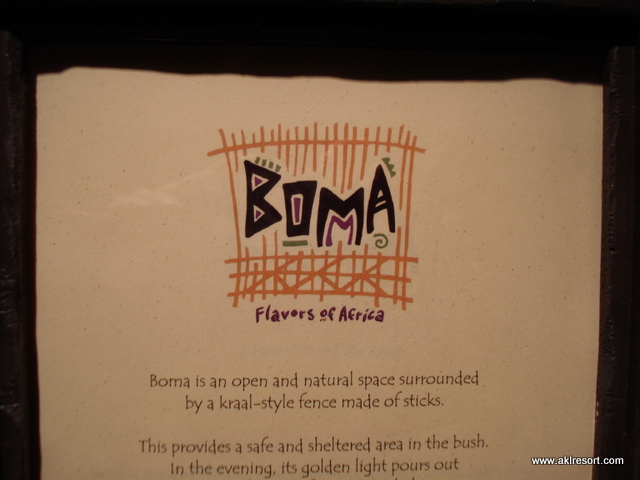 BOMA
Flavors of Africa
Boma is an open and natural space surrounded
by a kraal-style fence made of sticks.
This provides a safe and sheltered area in the bush.
In the evening, its golden light pours out
www.aklresort.com